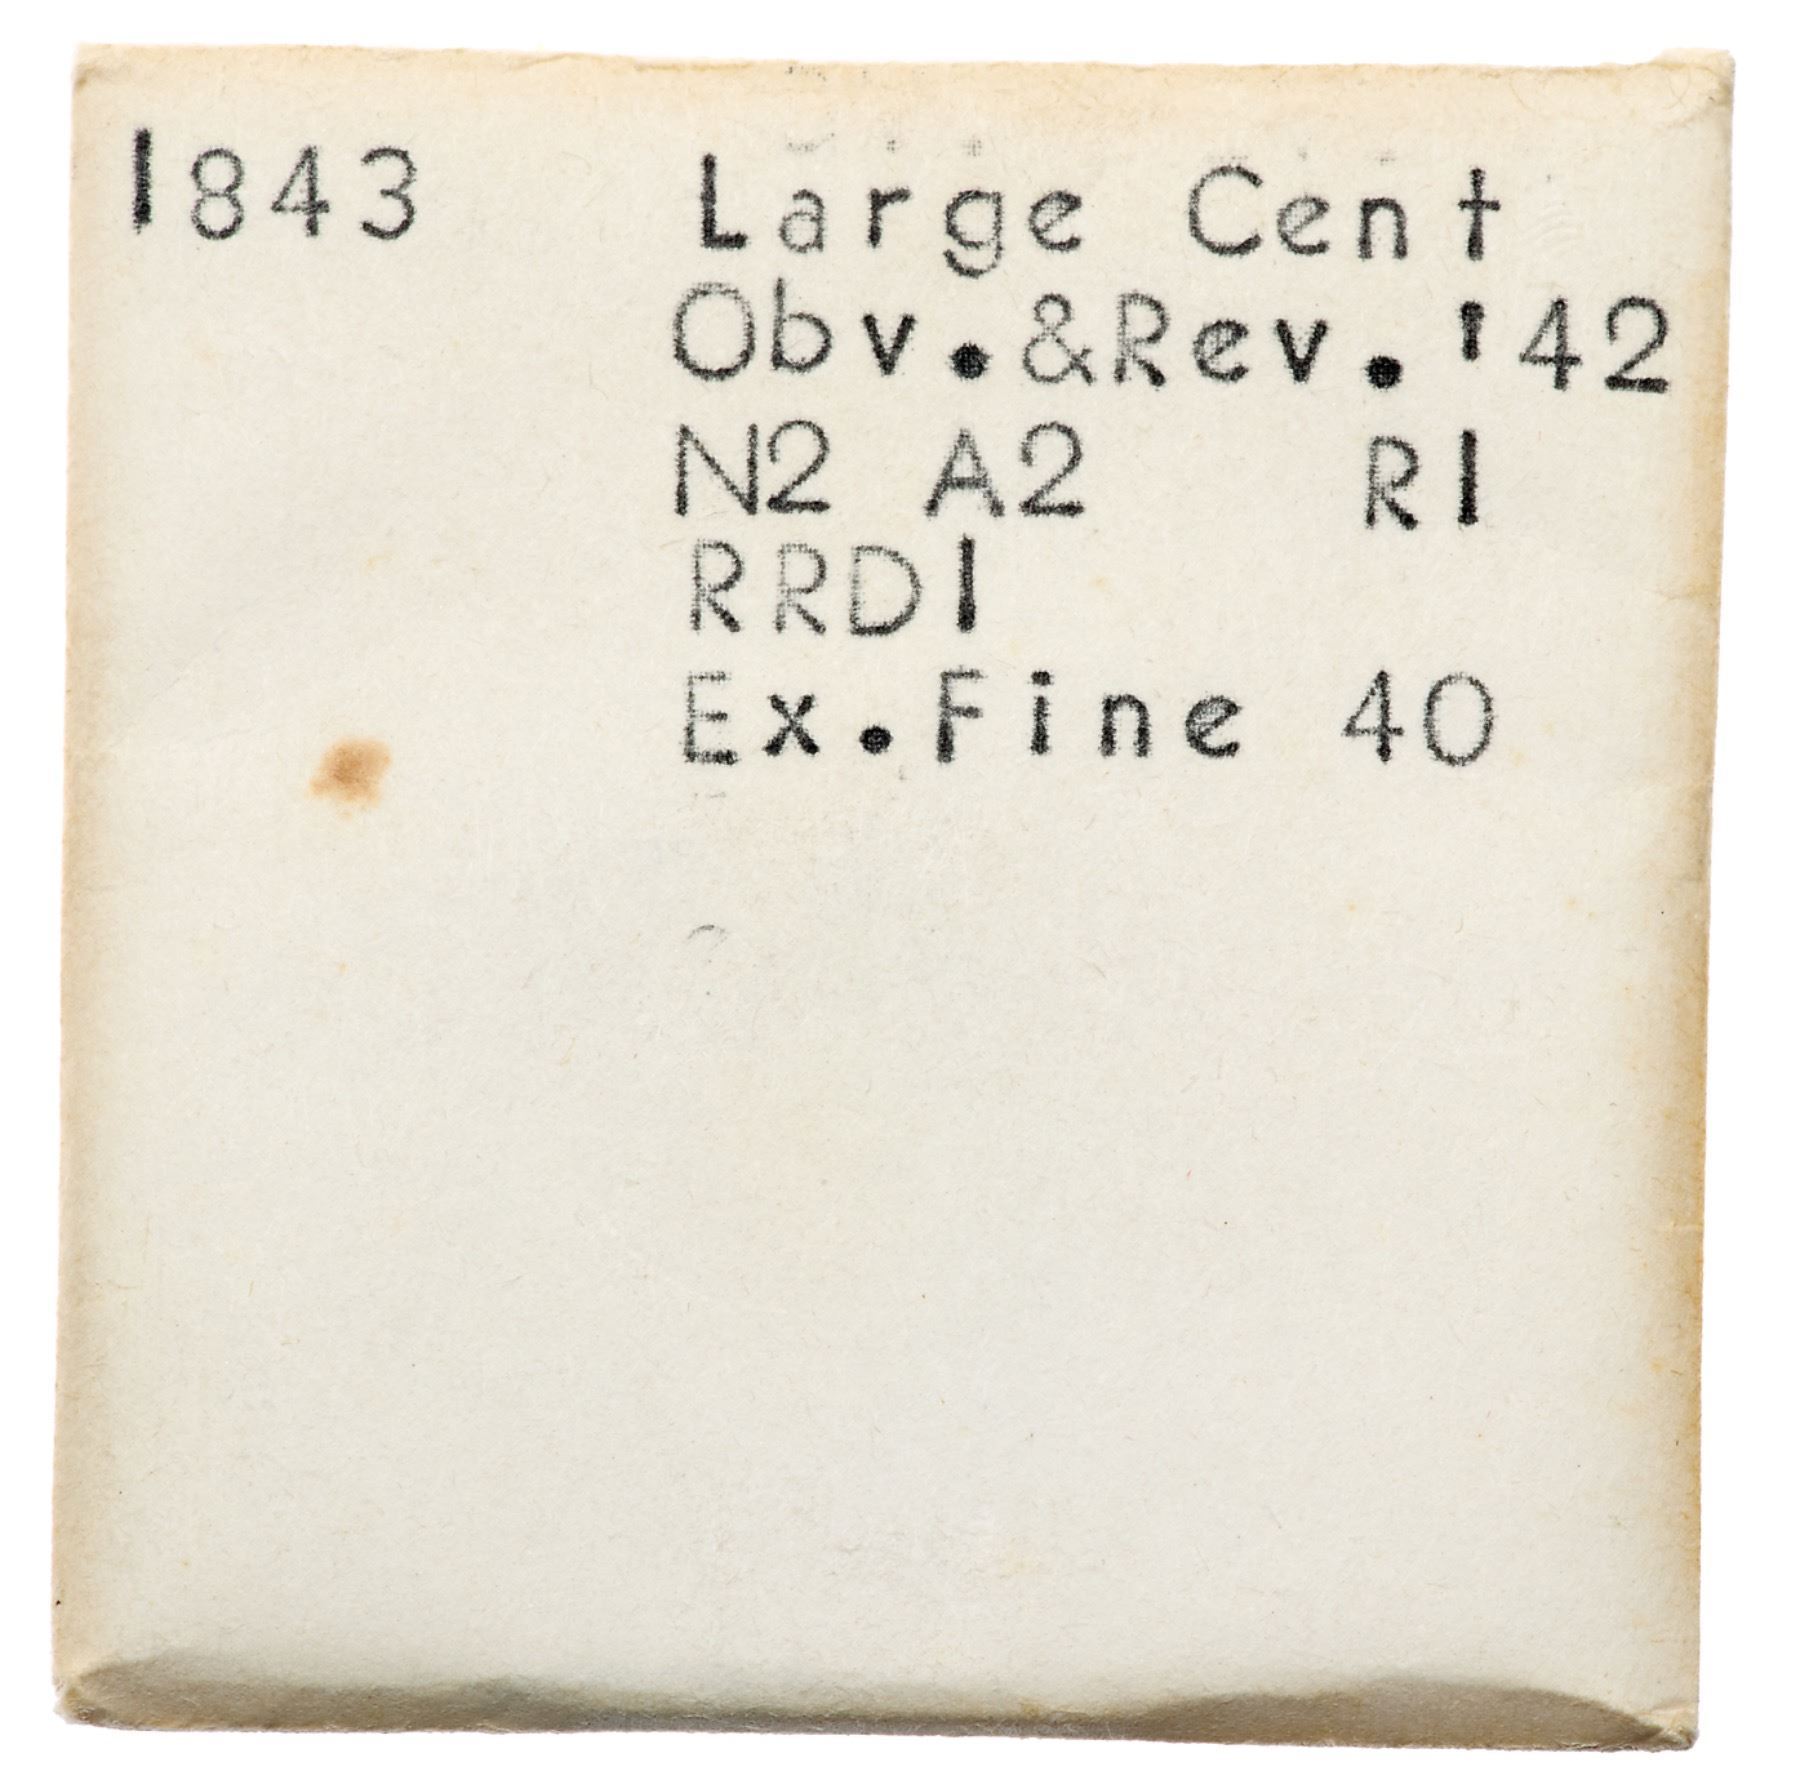 1843 Large Cent
Obv.&Rev.'42
N2 A2 R1
RRD1
Ex.Fine 40